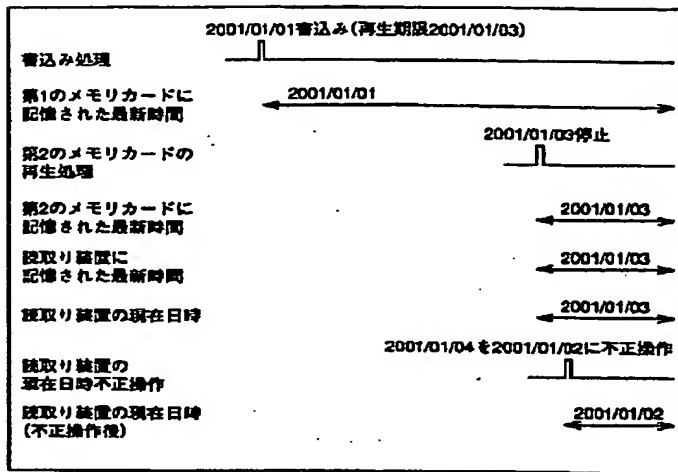 2001/01/01書込み(再生期限2001/01/03)
書込み処理
第1のメモリカードに
記憶された最新時間
2001/01/01
2001/01/03停止
第2のメモリカードの
再生処理
第2のメモリカードに
記憶された最新時間
2001/01/03
読取り装置に
記憶された最新時間
2001/01/03
読取り装置の現在日時
2001/01/03
2001/01/04を2001/01/02に不正操作
読取り装置の
現在日時不正操作
読取り装置の現在日時
(不正操作後)
2001/01/02